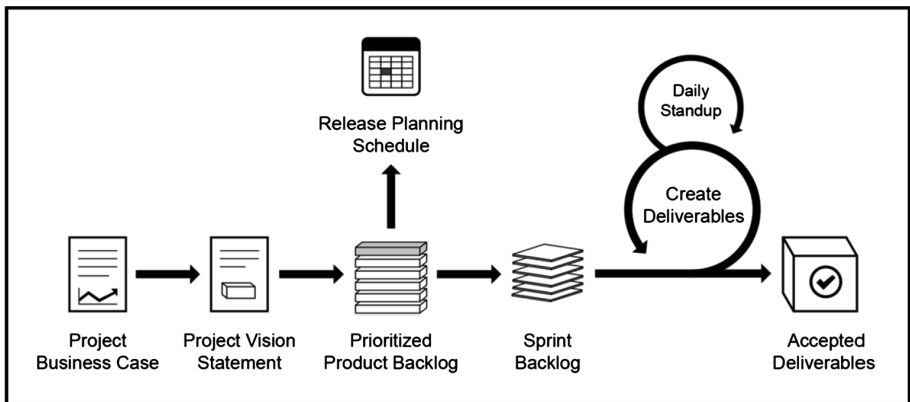 Daily
Standup
Release Planning
Schedule
Create
Deliverables
Project
Business Case
Project Vision
Statement
Prioritized
Product Backlog
Sprint
Backlog
Accepted
Deliverables